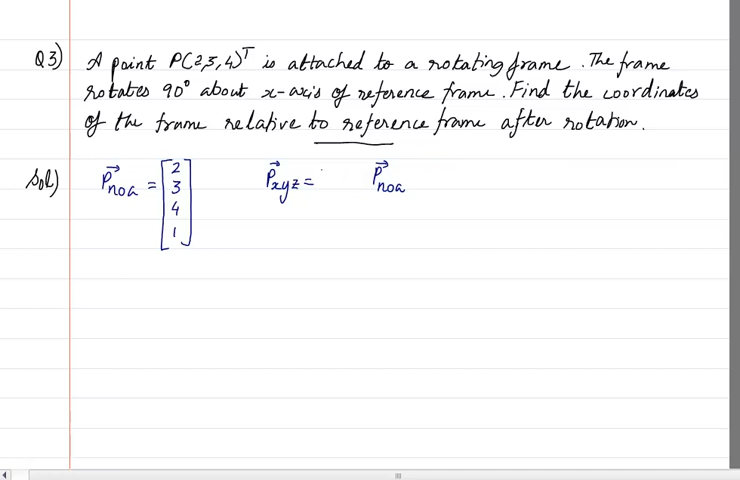 Q3) A point P(2,3,4)ᵀ is attached to a rotating frame. The frame
rotates 90° about x-axis of reference frame. Find the coordinates
of the frame relative to reference frame after rotation.
Sol) P⃗noa = [2 3 4 1] P⃗xyz = P⃗noa